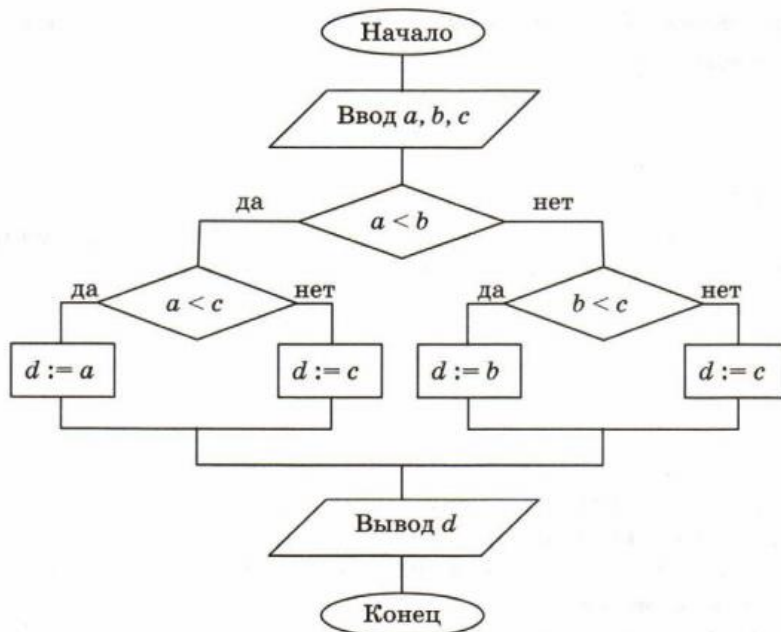 Начало
Ввод a, b, c
да
a < b
нет
да
a < c
нет
да
b < c
нет
d := a
d := c
d := b
d := c
Вывод d
Конец